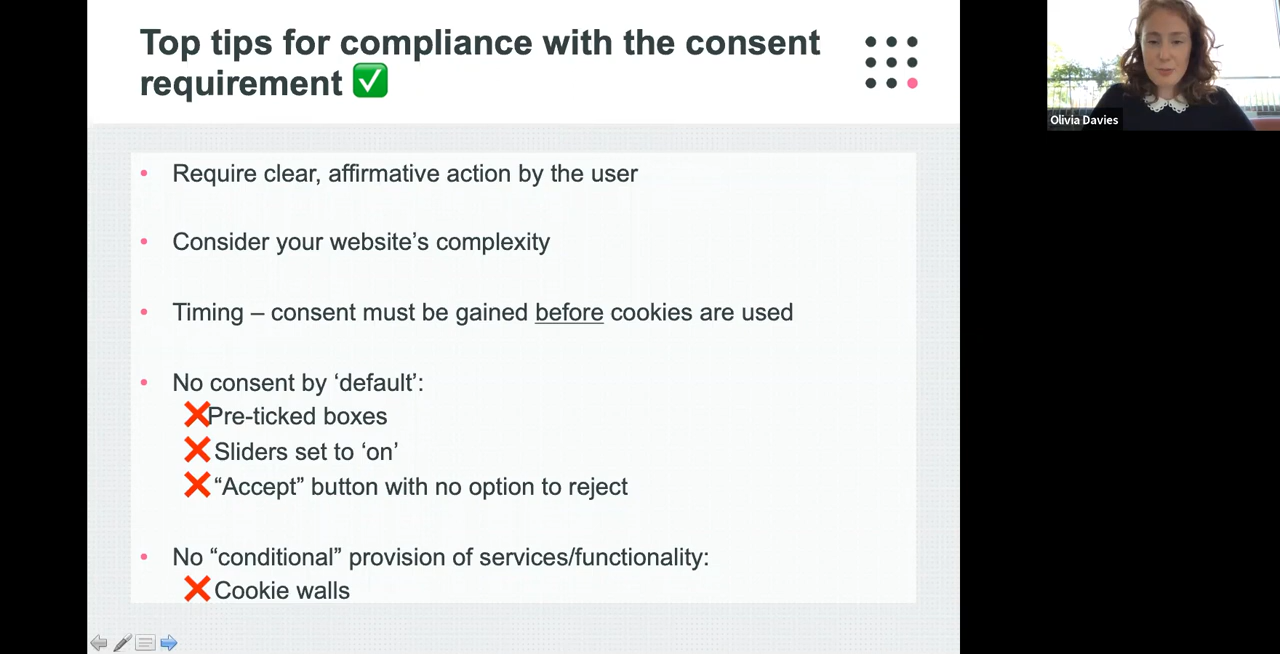 Top tips for compliance with the consent
requirement ✅
• Require clear, affirmative action by the user
• Consider your website’s complexity
• Timing – consent must be gained before cookies are used
• No consent by ‘default’:
❌Pre-ticked boxes
❌Sliders set to ‘on’
❌“Accept” button with no option to reject
• No “conditional” provision of services/functionality:
❌Cookie walls
Olivia Davies